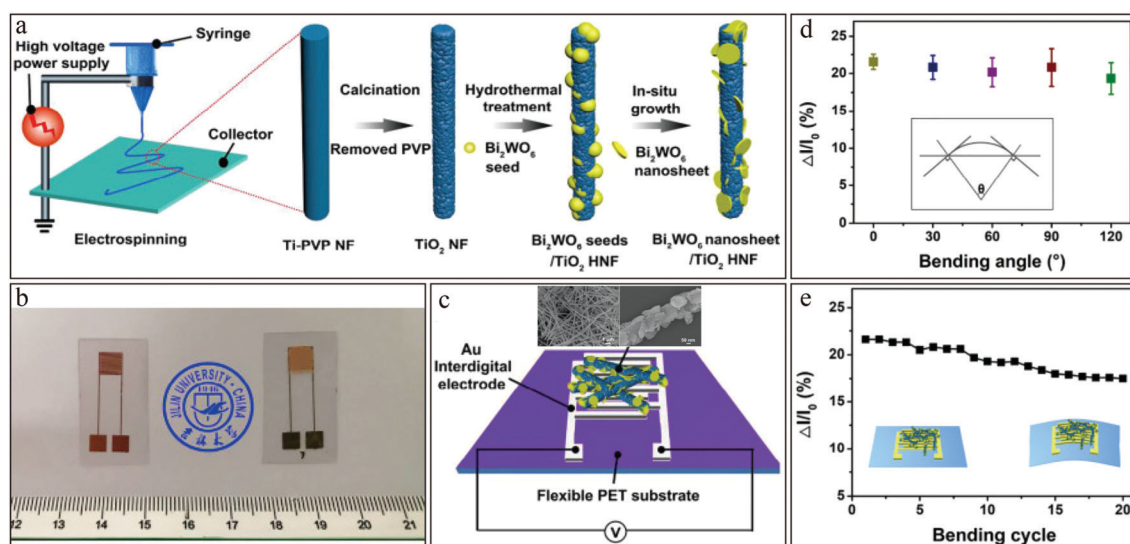 a
Syringe
High voltage
power supply
Collector
Electrospinning
Calcination
Removed PVP
Hydrothermal
treatment
Bi₂WO₆
seed
In-situ
growth
Bi₂WO₆
nanosheet
Ti-PVP NF
TiO₂ NF
Bi₂WO₆ seeds
/TiO₂ HNF
Bi₂WO₆ nanosheet
/TiO₂ HNF
b
JILIN UNIVERSITY·CHINA
1946
12 13 14 15 16 17 18 19 20 21
c
Au
Interdigital
electrode
Flexible PET substrate
V
d
△I/I₀ (%)
25
20
15
10
5
0
θ
0 30 60 90 120
Bending angle (°)
e
△I/I₀ (%)
25
20
15
10
5
0 5 10 15 20
Bending cycle